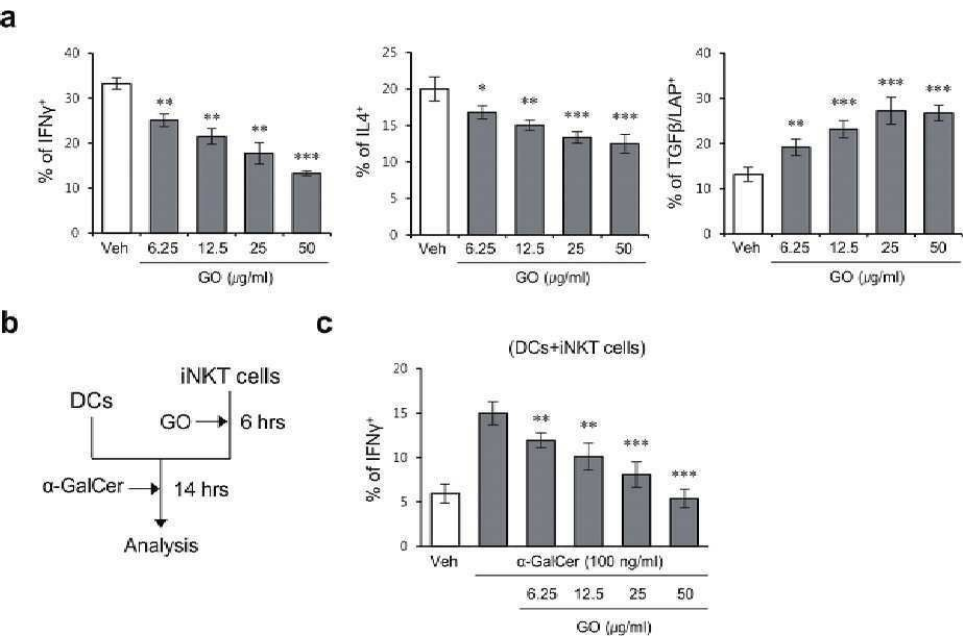 a
% of IFNγ⁺
40
30
20
10
0
**
**
**
***
Veh
6.25
12.5
25
50
GO (μg/ml)
% of IL4⁺
25
20
15
10
5
0
*
**
***
***
Veh
6.25
12.5
25
50
GO (μg/ml)
% of TGFβ/LAP⁺
40
30
20
10
0
**
***
***
***
Veh
6.25
12.5
25
50
GO (μg/ml)
b
iNKT cells
DCs
GO
6 hrs
α-GalCer
14 hrs
Analysis
c
(DCs+iNKT cells)
% of IFNγ⁺
20
15
10
5
0
**
**
***
***
Veh
α-GalCer (100 ng/ml)
6.25
12.5
25
50
GO (μg/ml)